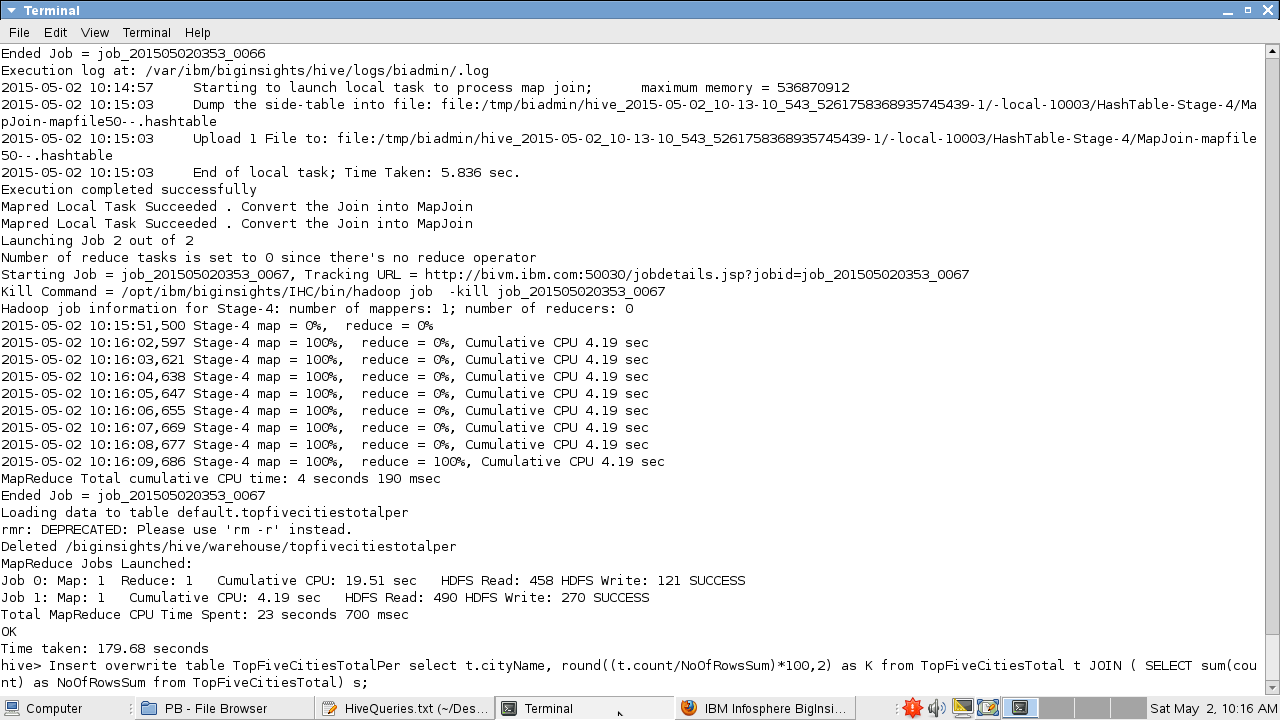 Terminal
File Edit View Terminal Help
Ended Job = job_201505020353_0066
Execution log at: /var/ibm/biginsights/hive/logs/biadmin/.log
2015-05-02 10:14:57 Starting to launch local task to process map join; maximum memory = 536870912
2015-05-02 10:15:03 Dump the side-table into file: file:/tmp/biadmin/hive_2015-05-02_10-13-10_543_5261758368935745439-1/-local-10003/HashTable-Stage-4/Ma
pJoin-mapfile50--.hashtable
2015-05-02 10:15:03 Upload 1 File to: file:/tmp/biadmin/hive_2015-05-02_10-13-10_543_5261758368935745439-1/-local-10003/HashTable-Stage-4/MapJoin-mapfile
50--.hashtable
2015-05-02 10:15:03 End of local task; Time Taken: 5.836 sec.
Execution completed successfully
Mapred Local Task Succeeded . Convert the Join into MapJoin
Mapred Local Task Succeeded . Convert the Join into MapJoin
Launching Job 2 out of 2
Number of reduce tasks is set to 0 since there's no reduce operator
Starting Job = job_201505020353_0067, Tracking URL = http://bivm.ibm.com:50030/jobdetails.jsp?jobid=job_201505020353_0067
Kill Command = /opt/ibm/biginsights/IHC/bin/hadoop job  -kill job_201505020353_0067
Hadoop job information for Stage-4: number of mappers: 1; number of reducers: 0
2015-05-02 10:15:51,500 Stage-4 map = 0%,  reduce = 0%
2015-05-02 10:16:02,597 Stage-4 map = 100%,  reduce = 0%, Cumulative CPU 4.19 sec
2015-05-02 10:16:03,621 Stage-4 map = 100%,  reduce = 0%, Cumulative CPU 4.19 sec
2015-05-02 10:16:04,638 Stage-4 map = 100%,  reduce = 0%, Cumulative CPU 4.19 sec
2015-05-02 10:16:05,647 Stage-4 map = 100%,  reduce = 0%, Cumulative CPU 4.19 sec
2015-05-02 10:16:06,655 Stage-4 map = 100%,  reduce = 0%, Cumulative CPU 4.19 sec
2015-05-02 10:16:07,669 Stage-4 map = 100%,  reduce = 0%, Cumulative CPU 4.19 sec
2015-05-02 10:16:08,677 Stage-4 map = 100%,  reduce = 0%, Cumulative CPU 4.19 sec
2015-05-02 10:16:09,686 Stage-4 map = 100%,  reduce = 100%, Cumulative CPU 4.19 sec
MapReduce Total cumulative CPU time: 4 seconds 190 msec
Ended Job = job_201505020353_0067
Loading data to table default.topfivecitiestotalper
rmr: DEPRECATED: Please use 'rm -r' instead.
Deleted /biginsights/hive/warehouse/topfivecitiestotalper
MapReduce Jobs Launched:
Job 0: Map: 1  Reduce: 1   Cumulative CPU: 19.51 sec   HDFS Read: 458 HDFS Write: 121 SUCCESS
Job 1: Map: 1   Cumulative CPU: 4.19 sec   HDFS Read: 490 HDFS Write: 270 SUCCESS
Total MapReduce CPU Time Spent: 23 seconds 700 msec
OK
Time taken: 179.68 seconds
hive> Insert overwrite table TopFiveCitiesTotalPer select t.cityName, round((t.count/NoOfRowsSum)*100,2) as K from TopFiveCitiesTotal t JOIN ( SELECT sum(cou
nt) as NoOfRowsSum from TopFiveCitiesTotal) s;
Computer PB - File Browser HiveQueries.txt (~/Des... Terminal IBM Infosphere BigInsi... Sat May 2, 10:16 AM